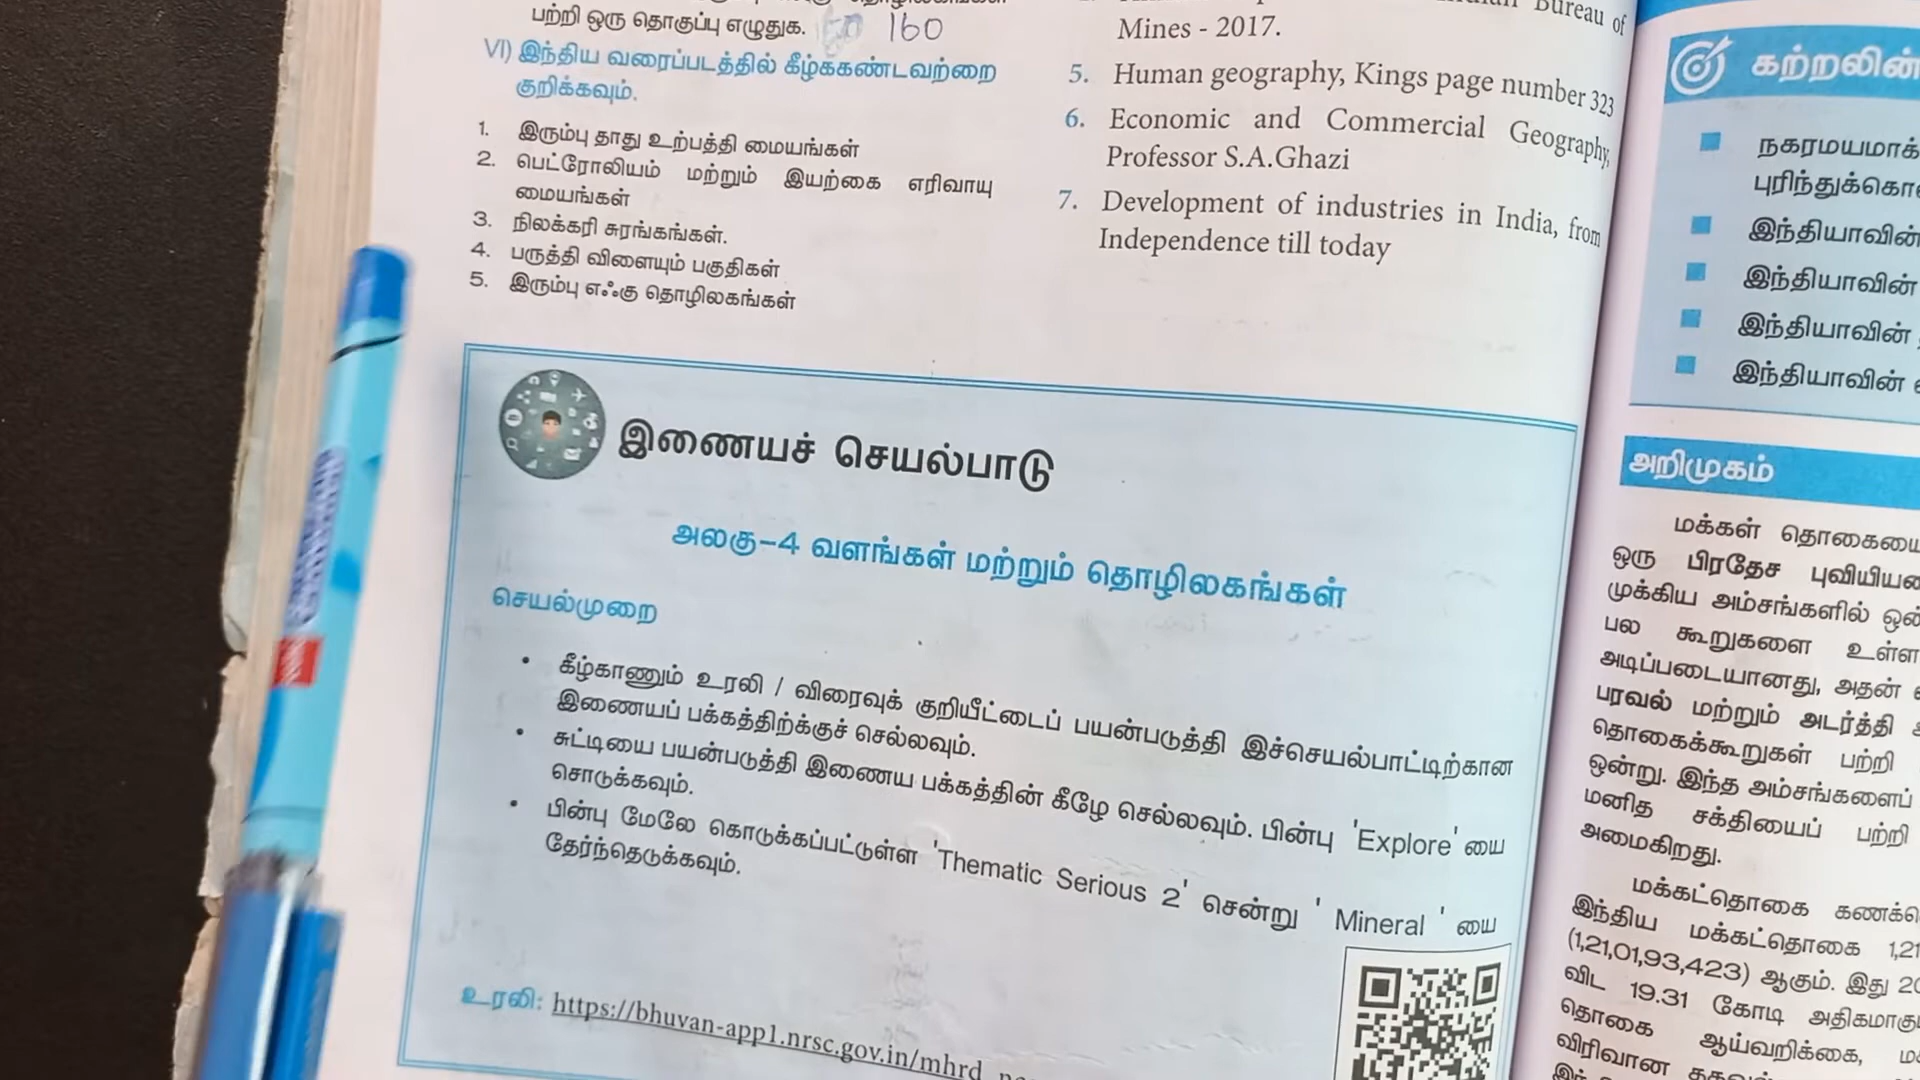 பற்றி ஒரு தொகுப்பு எழுதுக. 160
VI) இந்திய வரைப்படத்தில் கீழ்ககண்டவற்றை
குறிக்கவும்.
1. இரும்பு தாது உற்பத்தி மையங்கள்
2. பெட்ரோலியம் மற்றும் இயற்கை எரிவாயு
மையங்கள்
3. நிலக்கரி சுரங்கங்கள்.
4. பருத்தி விளையும் பகுதிகள்
5. இரும்பு எஃகு தொழிலகங்கள்
Bureau of
Mines - 2017.
5. Human geography, Kings page number 323
6. Economic and Commercial Geography,
Professor S.A.Ghazi
7. Development of industries in India, from
Independence till today
இணையச் செயல்பாடு
அலகு-4 வளங்கள் மற்றும் தொழிலகங்கள்
செயல்முறை
• கீழ்காணும் உரலி / விரைவுக் குறியீட்டைப் பயன்படுத்தி இச்செயல்பாட்டிற்கான
இணையப் பக்கத்திற்க்குச் செல்லவும்.
• சுட்டியை பயன்படுத்தி இணைய பக்கத்தின் கீழே செல்லவும். பின்பு 'Explore'யை
சொடுக்கவும்.
• பின்பு மேலே கொடுக்கப்பட்டுள்ள 'Thematic Serious 2' சென்று ' Mineral ' யை
தேர்ந்தெடுக்கவும்.
உரலி: https://bhuvan-app1.nrsc.gov.in/mhrd
கற்றலின்
நகரமயமாக்
புரிந்துக்கொ
இந்தியாவின்
இந்தியாவின்
இந்தியாவின்
இந்தியாவின்
அறிமுகம்
மக்கள் தொகையை
ஒரு பிரதேச புவியிய
முக்கிய அம்சங்களில் ஒன்
பல கூறுகளை உள்ள
அடிப்படையானது, அதன்
பரவல் மற்றும் அடர்த்தி
தொகைக்கூறுகள் பற்றி
ஒன்று. இந்த அம்சங்களைப்
மனித சக்தியைப் பற்றி
அமைகிறது.
மக்கட்தொகை கணக்கெ
இந்திய மக்கட்தொகை 1,21
(1,21,01,93,423) ஆகும். இது 20
விட 19.31 கோடி அதிகமாகு
தொகை ஆய்வறிக்கை,
விரிவான